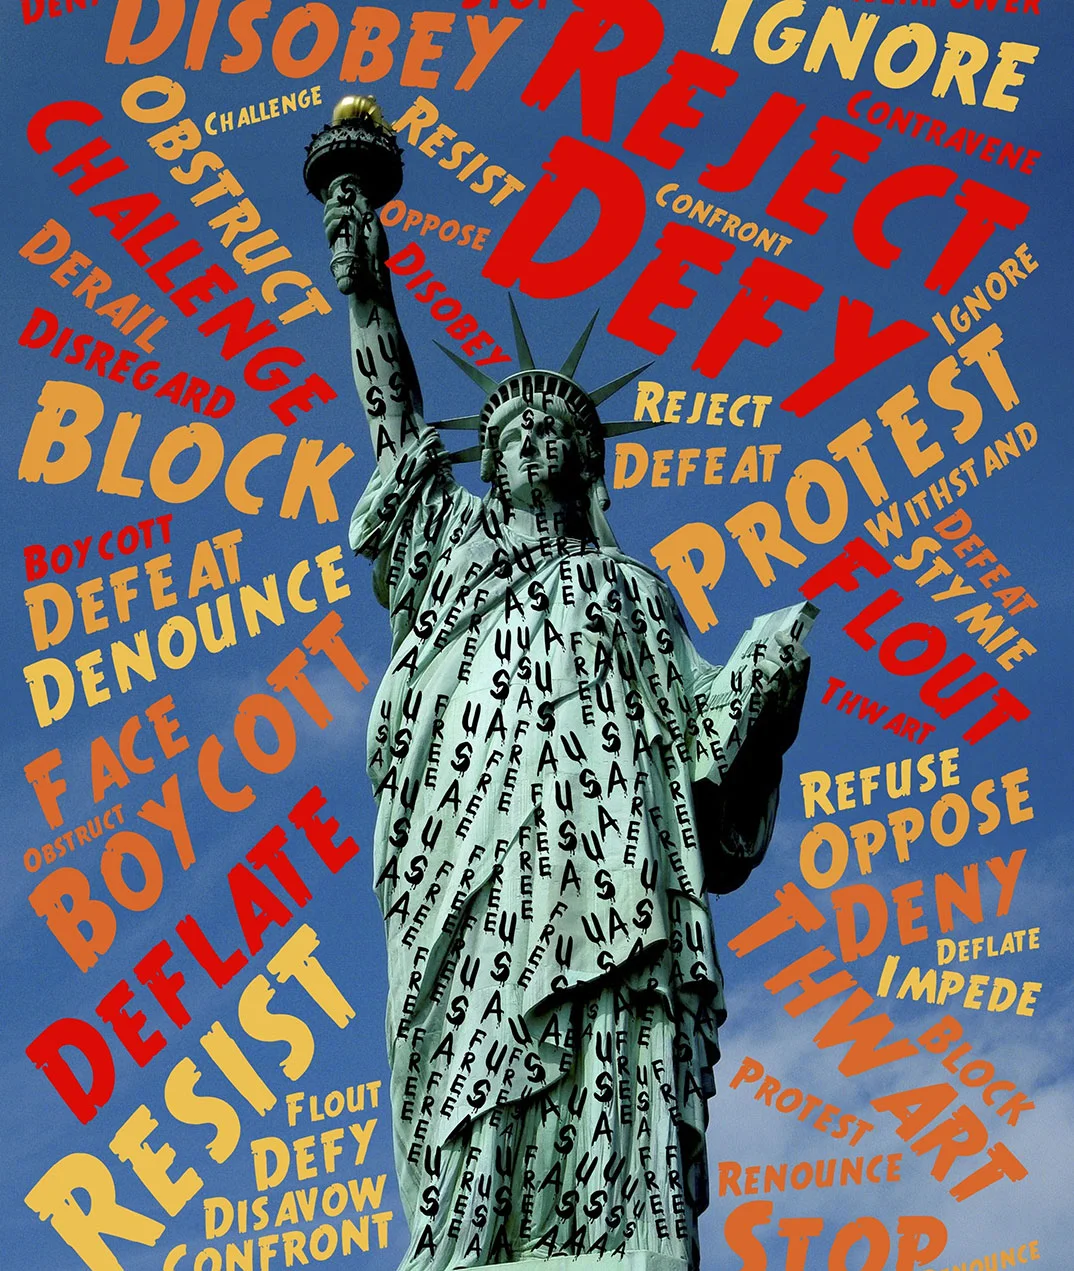 DISOBEY
REJECT
IGNORE
CHALLENGE
OBSTRUCT
CHALLENGE
RESIST
DEFY
CONTRAVENE
CONFRONT
OPPOSE
DISOBEY
DERAIL
DISREGARD
BLOCK
IGNORE
REJECT
DEFEAT
PROTEST
WITHSTAND
DEFEAT
STYMIE
FLOUT
THWART
BOYCOTT
DEFEAT
DENOUNCE
FACE
OBSTRUCT
BOYCOTT
DEFLATE
RESIST
FLOUT
DEFY
DISAVOW
CONFRONT
REFUSE
OPPOSE
DENY
THWART
DEFLATE
IMPEDE
BLOCK
PROTEST
RENOUNCE
STOP
USA
FREE